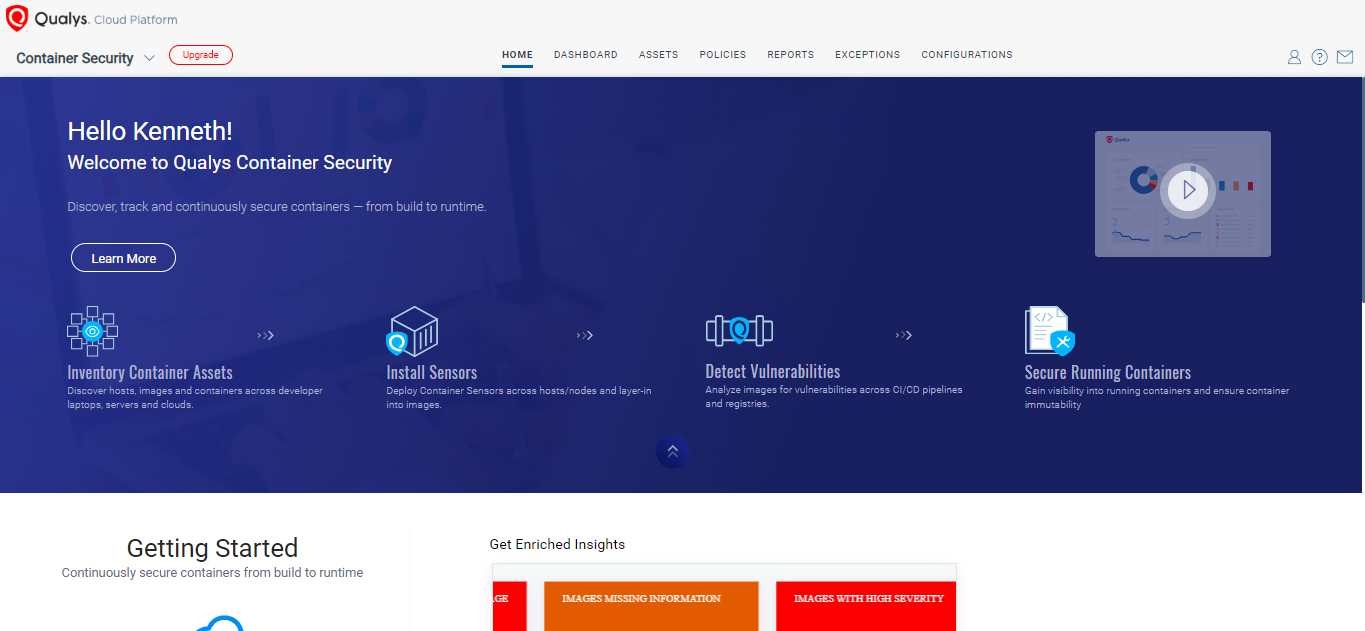 Qualys. Cloud Platform
Container Security
Upgrade
HOME
DASHBOARD
ASSETS
POLICIES
REPORTS
EXCEPTIONS
CONFIGURATIONS
?
Hello Kenneth!
Welcome to Qualys Container Security
Discover, track and continuously secure containers — from build to runtime.
Learn More
Qualys
2
5
</>
Inventory Container Assets
Discover hosts, images and containers across developer
laptops, servers and clouds.
Install Sensors
Deploy Container Sensors across hosts/nodes and layer-in
into images.
Detect Vulnerabilities
Analyze images for vulnerabilities across CI/CD pipelines
and registries.
Secure Running Containers
Gain visibility into running containers and ensure container
immutability
Getting Started
Continuously secure containers from build to runtime
Get Enriched Insights
GE
IMAGES MISSING INFORMATION
IMAGES WITH HIGH SEVERITY